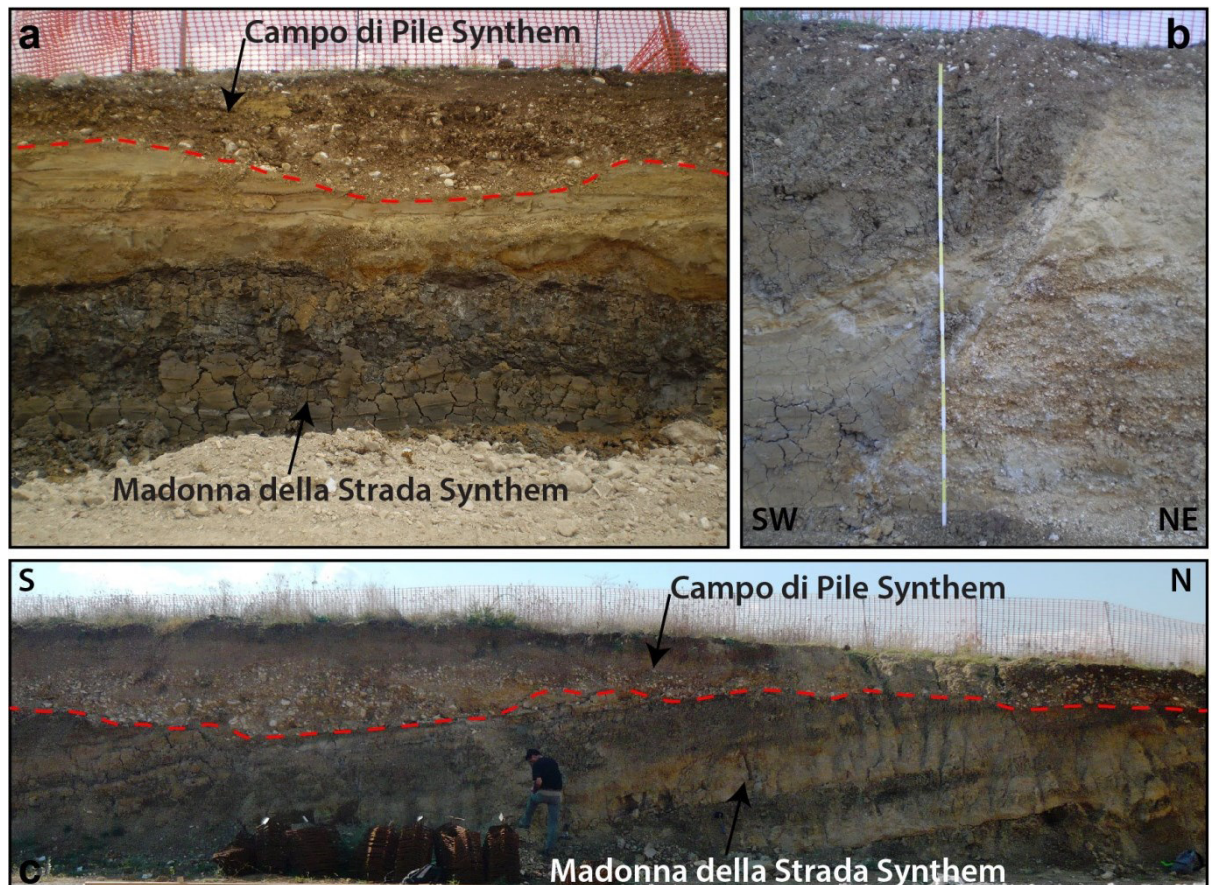 a
Campo di Pile Synthem
Madonna della Strada Synthem
b
SW
NE
S
N
Campo di Pile Synthem
Madonna della Strada Synthem
c